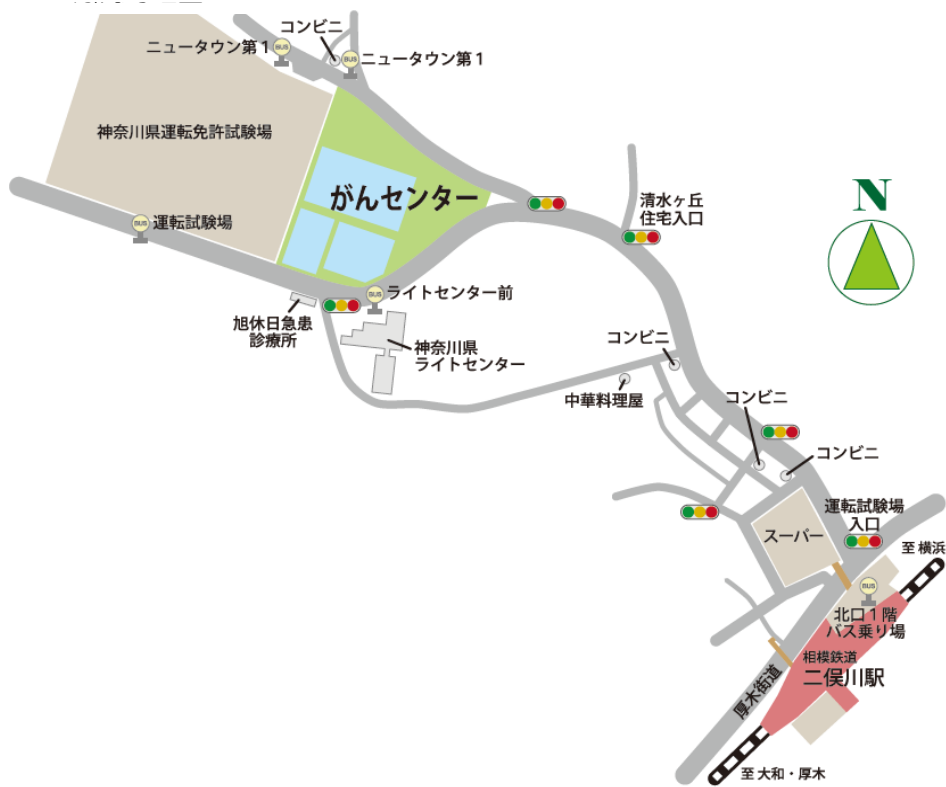 コンビニ
ニュータウン第1
BUS
BUS
ニュータウン第1
神奈川県運転免許試験場
がんセンター
清水ヶ丘
住宅入口
N
BUS
運転試験場
BUS
ライトセンター前
旭休日急患
診療所
神奈川県
ライトセンター
コンビニ
中華料理屋
コンビニ
コンビニ
スーパー
運転試験場
入口
至 横浜
BUS
北口1階
バス乗り場
相模鉄道
二俣川駅
厚木街道
至 大和・厚木